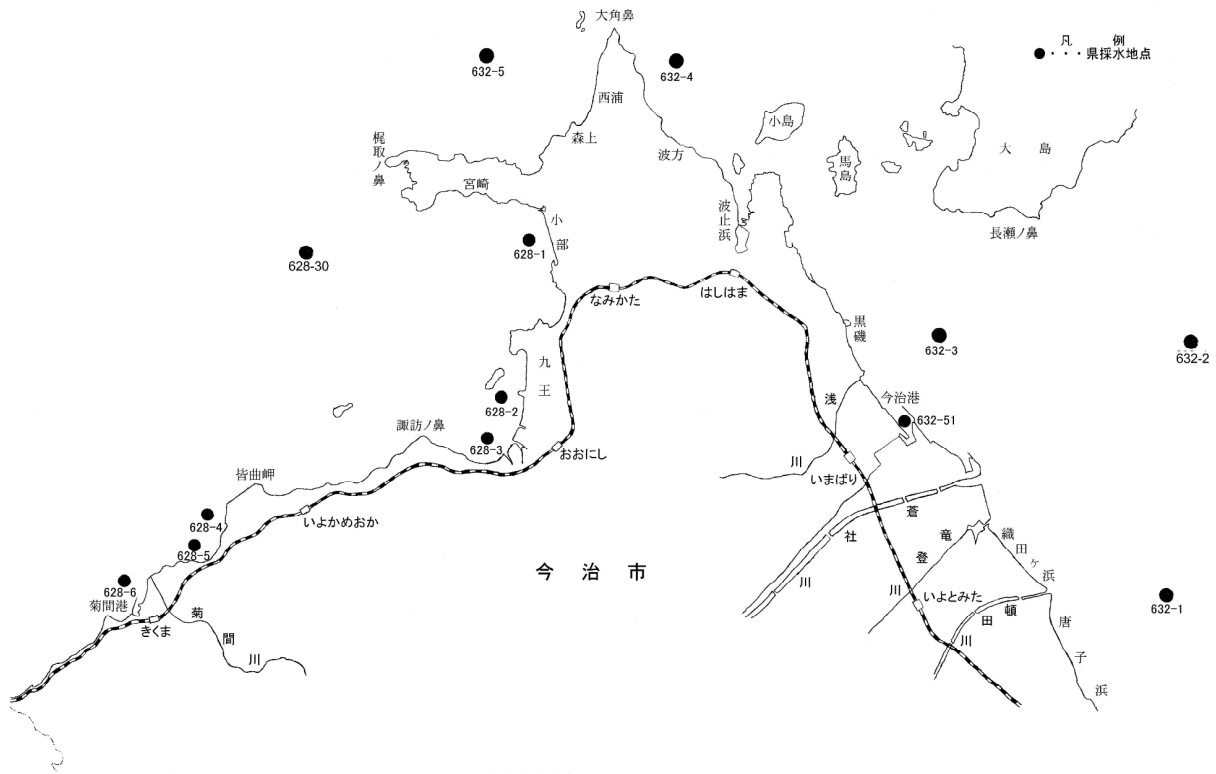 大角鼻
凡 例
●・・・県採水地点
632-5
632-4
西浦
森上
小島
波方
馬島
大島
梶取ノ鼻
宮崎
小部
波止浜
長瀬ノ鼻
628-1
628-30
なみかた
はしはま
黒磯
632-3
632-2
九王
628-2
浅川
今治港
632-51
諏訪ノ鼻
628-3
おおにし
いまばり
皆曲岬
蒼社川
628-4
いよかめおか
628-5
竜登川
織田ヶ浜
今治市
628-6
菊間港
きくま
菊間川
いよとみた
頓田川
632-1
唐子浜